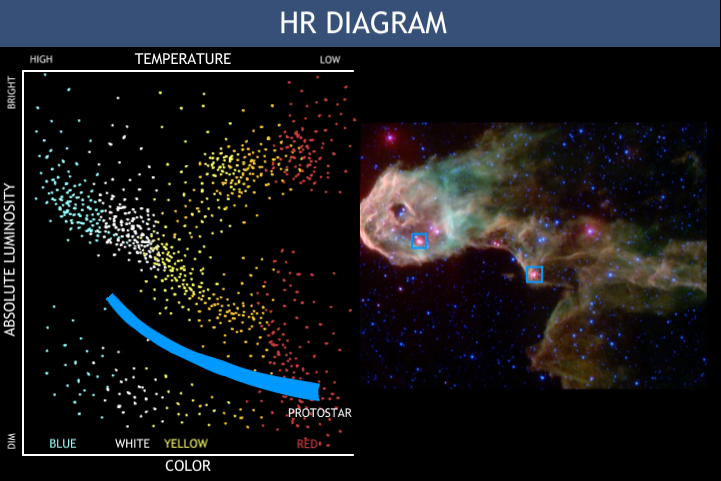 HR DIAGRAM
HIGH
TEMPERATURE
LOW
BRIGHT
ABSOLUTE LUMINOSITY
DIM
PROTOSTAR
BLUE
WHITE
YELLOW
RED
COLOR